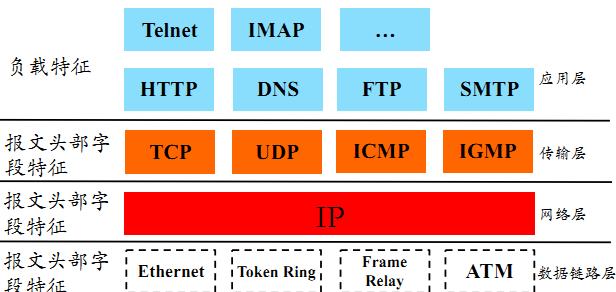 Telnet IMAP …
负载特征
HTTP DNS FTP SMTP 应用层
报文头部字
段特征
TCP UDP ICMP IGMP 传输层
报文头部字
段特征
IP 网络层
报文头部字
段特征
Ethernet Token Ring Frame
Relay ATM 数据链路层